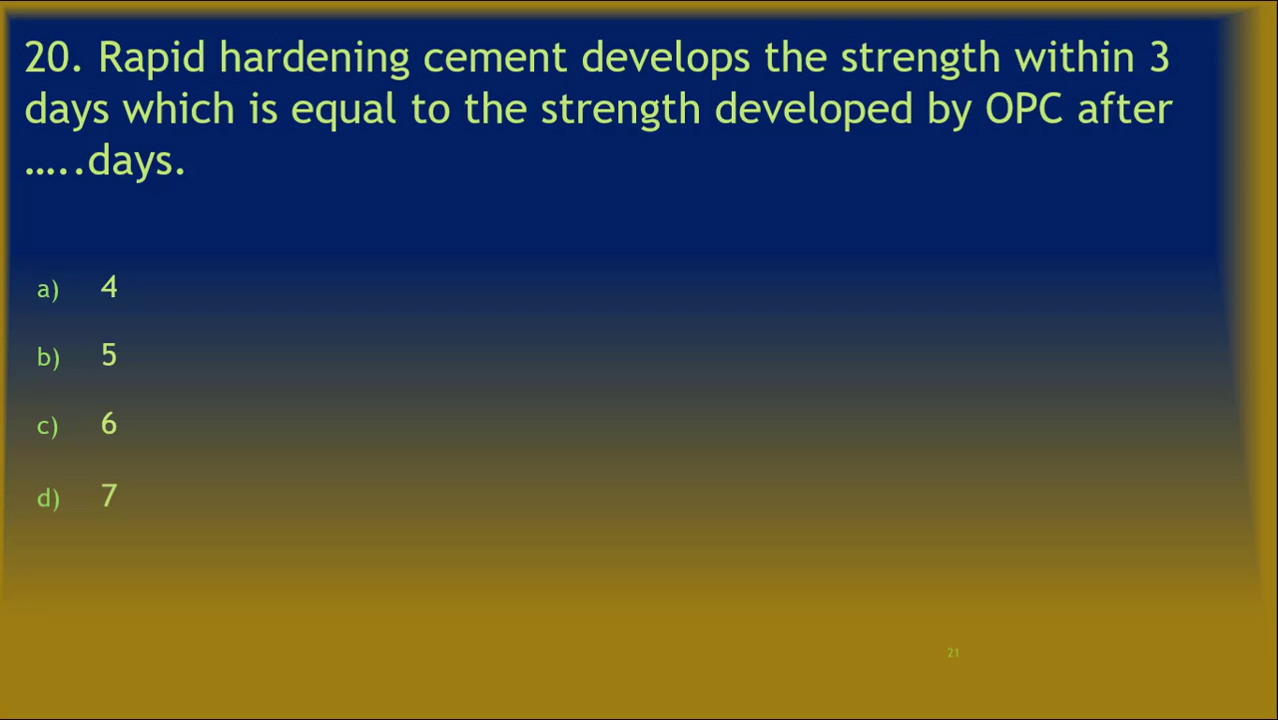 20. Rapid hardening cement develops the strength within 3
days which is equal to the strength developed by OPC after
…..days.
a) 4
b) 5
c) 6
d) 7
21